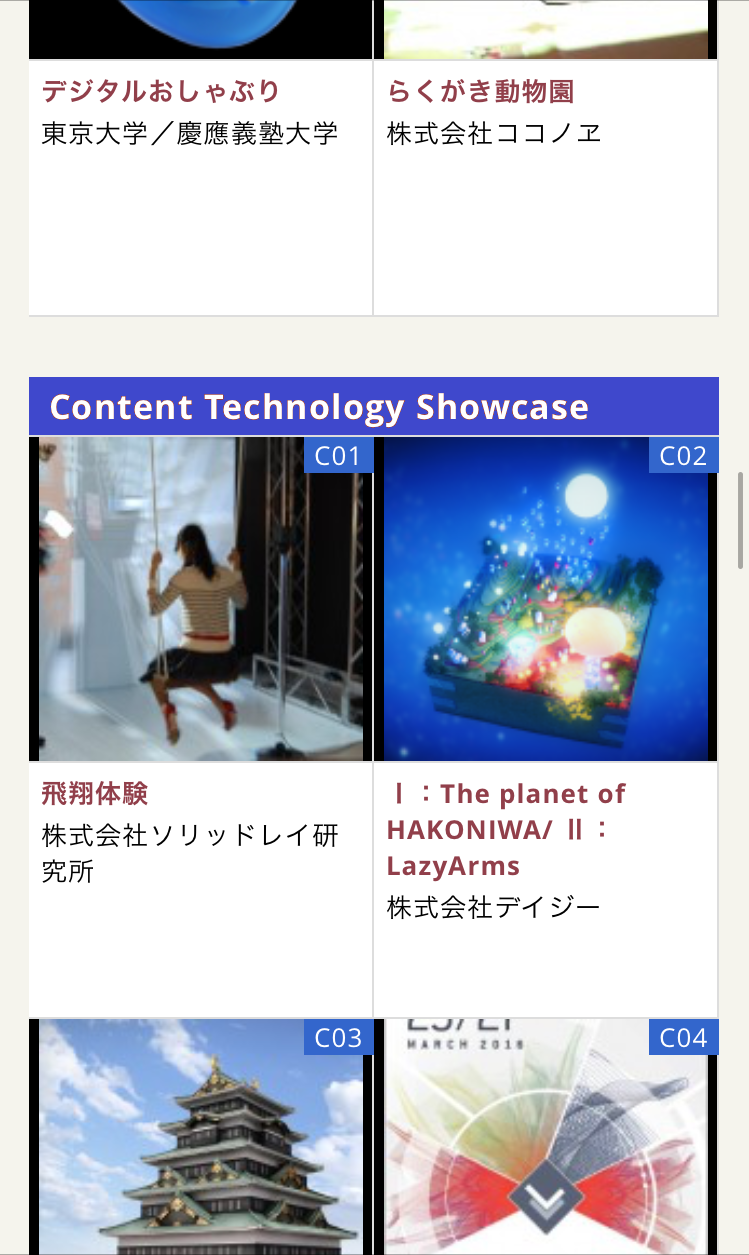 デジタルおしゃぶり
東京大学／慶應義塾大学
らくがき動物園
株式会社ココノヱ
Content Technology Showcase
C01
C02
飛翔体験
株式会社ソリッドレイ研
究所
Ⅰ：The planet of
HAKONIWA/ Ⅱ：
LazyArms
株式会社デイジー
C03
C04
MARCH 2016